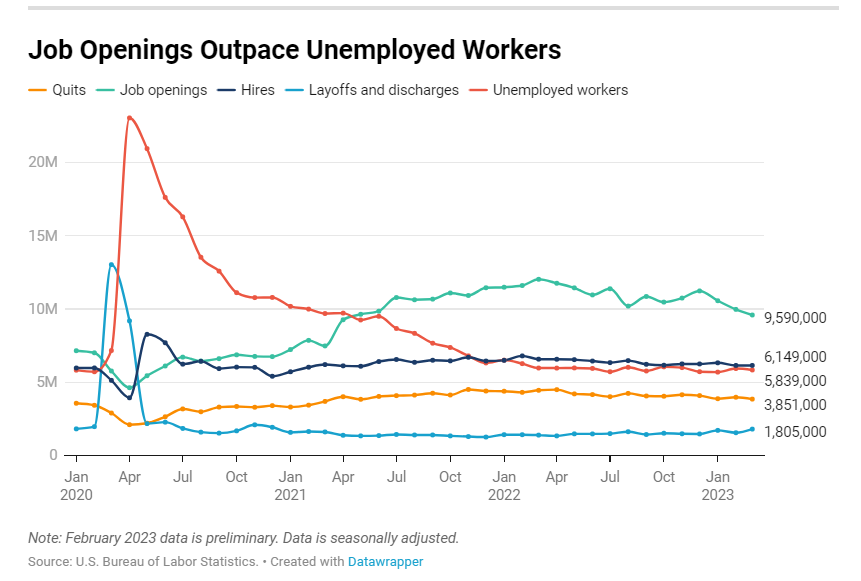 Job Openings Outpace Unemployed Workers
Quits Job openings Hires Layoffs and discharges Unemployed workers
20M
15M
10M
9,590,000
6,149,000
5M
5,839,000
3,851,000
1,805,000
0
Jan Apr Jul Oct Jan Apr Jul Oct Jan Apr Jul Oct Jan
2020 2021 2022 2023
Note: February 2023 data is preliminary. Data is seasonally adjusted.
Source: U.S. Bureau of Labor Statistics. • Created with Datawrapper